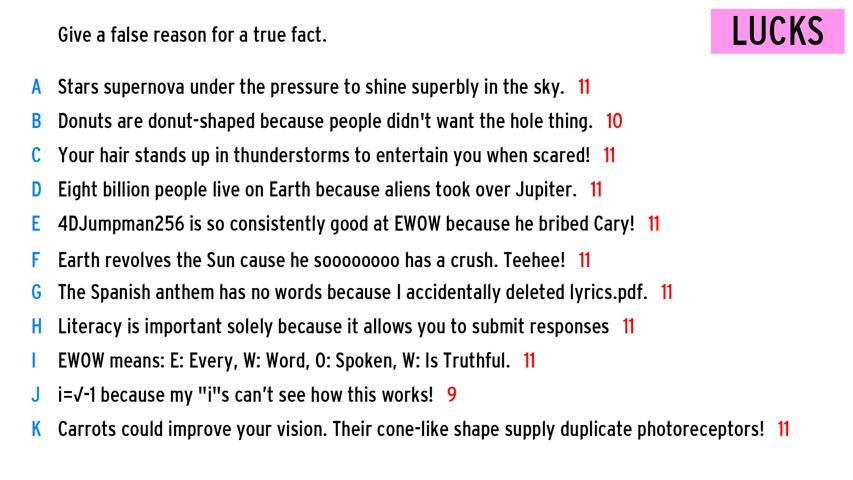 Give a false reason for a true fact.
LUCKS
A Stars supernova under the pressure to shine superbly in the sky. 11
B Donuts are donut-shaped because people didn't want the hole thing. 10
C Your hair stands up in thunderstorms to entertain you when scared! 11
D Eight billion people live on Earth because aliens took over Jupiter. 11
E 4DJumpman256 is so consistently good at EWOW because he bribed Cary! 11
F Earth revolves the Sun cause he soooooooo has a crush. Teehee! 11
G The Spanish anthem has no words because I accidentally deleted lyrics.pdf. 11
H Literacy is important solely because it allows you to submit responses 11
I EWOW means: E: Every, W: Word, O: Spoken, W: Is Truthful. 11
J i=√-1 because my "i"s can't see how this works! 9
K Carrots could improve your vision. Their cone-like shape supply duplicate photoreceptors! 11